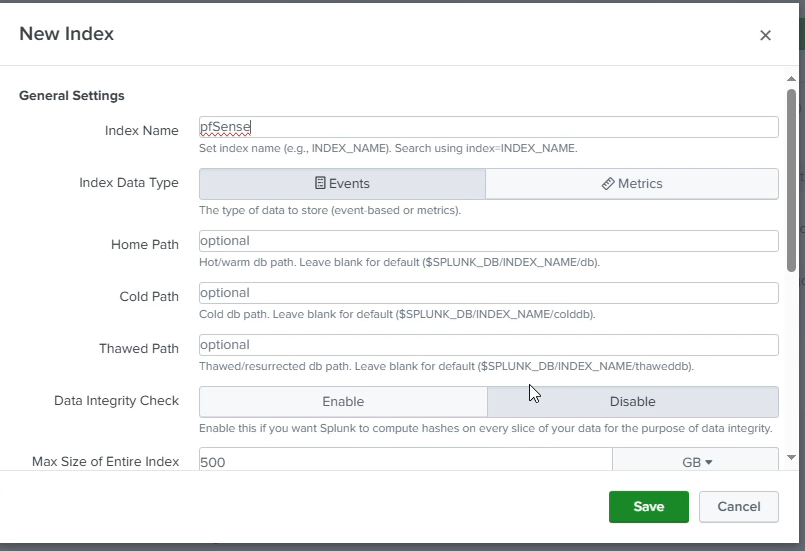 New Index
×
General Settings
Index Name
pfSense
Set index name (e.g., INDEX_NAME). Search using index=INDEX_NAME.
Index Data Type
Events
Metrics
The type of data to store (event-based or metrics).
Home Path
optional
Hot/warm db path. Leave blank for default ($SPLUNK_DB/INDEX_NAME/db).
Cold Path
optional
Cold db path. Leave blank for default ($SPLUNK_DB/INDEX_NAME/colddb).
Thawed Path
optional
Thawed/resurrected db path. Leave blank for default ($SPLUNK_DB/INDEX_NAME/thaweddb).
Data Integrity Check
Enable
Disable
Enable this if you want Splunk to compute hashes on every slice of your data for the purpose of data integrity.
Max Size of Entire Index
500
GB
Save
Cancel